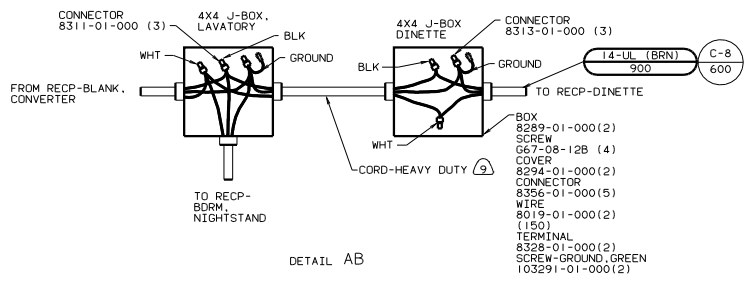 CONNECTOR
8311-01-000 (3)
4X4 J-BOX,
LAVATORY
BLK
WHT
GROUND
FROM RECP-BLANK,
CONVERTER
TO RECP-
BDRM,
NIGHTSTAND
4X4 J-BOX
DINETTE
CONNECTOR
8313-01-000 (3)
BLK
GROUND
14-UL (BRN)
900
C-8
600
TO RECP-DINETTE
WHT
CORD-HEAVY DUTY 9
BOX
8289-01-000(2)
SCREW
G67-08-12B (4)
COVER
8294-01-000(2)
CONNECTOR
8356-01-000(5)
WIRE
8019-01-000(2)
(150)
TERMINAL
8328-01-000(2)
SCREW-GROUND,GREEN
103291-01-000(2)
DETAIL AB